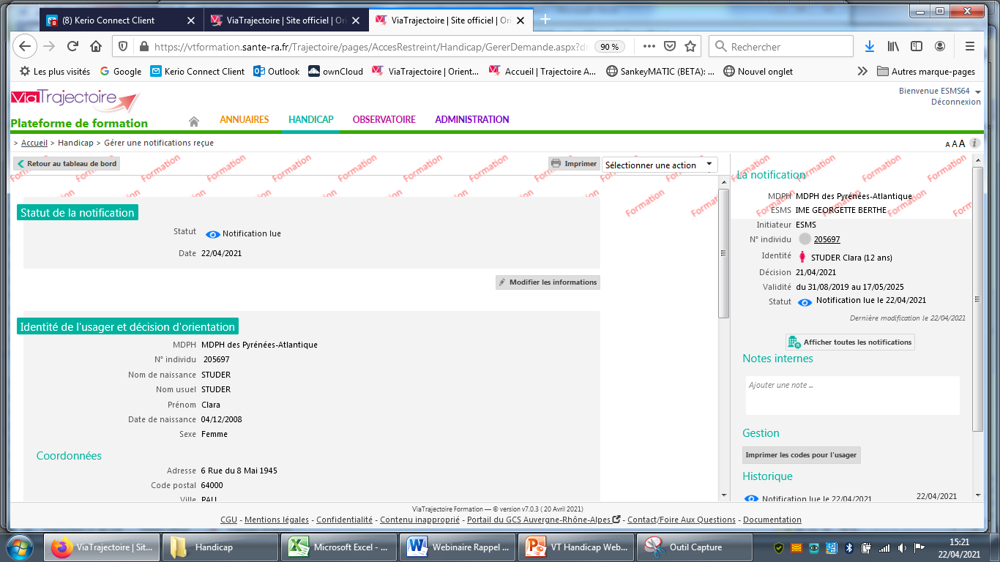 (8) Kerio Connect Client
ViaTrajectoire | Site officiel | Ori
ViaTrajectoire | Site officiel | Ori
https://vtformation.sante-ra.fr/Trajectoire/pages/AccesRestreint/Handicap/GererDemande.aspx?d
90 %
Rechercher
Les plus visités
Google
Kerio Connect Client
Outlook
ownCloud
ViaTrajectoire | Orient...
Accueil | Trajectoire A...
SankeyMATIC (BETA): ...
Nouvel onglet
Autres marque-pages
ViaTrajectoire
Plateforme de formation
ANNUAIRES
HANDICAP
OBSERVATOIRE
ADMINISTRATION
Bienvenue ESMS64
Déconnexion
> Accueil > Handicap > Gérer une notifications reçue
A A A
Retour au tableau de bord
Imprimer
Sélectionner une action
Formation
Statut de la notification
Statut Notification lue
Date 22/04/2021
Modifier les informations
Identité de l'usager et décision d'orientation
MDPH MDPH des Pyrénées-Atlantique
N° individu 205697
Nom de naissance STUDER
Nom usuel STUDER
Prénom Clara
Date de naissance 04/12/2008
Sexe Femme
Coordonnées
Adresse 6 Rue du 8 Mai 1945
Code postal 64000
Ville PAU
La notification
MDPH MDPH des Pyrénées-Atlantique
ESMS IME GEORGETTE BERTHE
Initiateur ESMS
N° individu 205697
Identité STUDER Clara (12 ans)
Décision 21/04/2021
Validité du 31/08/2019 au 17/05/2025
Statut Notification lue le 22/04/2021
Dernière modification le 22/04/2021
Afficher toutes les notifications
Notes internes
Ajouter une note ...
Gestion
Imprimer les codes pour l'usager
Historique
Notification lue le 22/04/2021 22/04/2021
ViaTrajectoire Formation — © version v7.0.3 ( 20 Avril 2021)
CGU - Mentions légales - Confidentialité - Contenu inapproprié - Portail du GCS Auvergne-Rhône-Alpes - Contact/Foire Aux Questions - Documentation
ViaTrajectoire | Sit...
Handicap
Microsoft Excel - ...
Webinaire Rappel ...
VT Handicap Web...
Outil Capture
15:21
22/04/2021